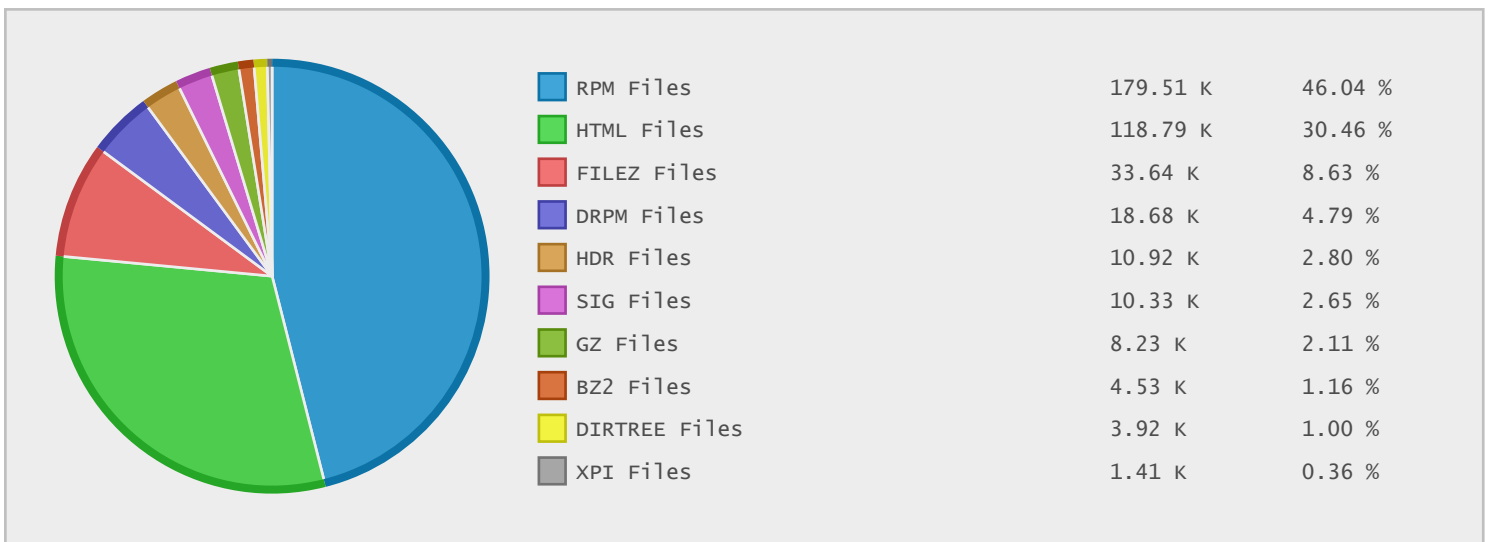 RPM Files 179.51 K 46.04 %
HTML Files 118.79 K 30.46 %
FILEZ Files 33.64 K 8.63 %
DRPM Files 18.68 K 4.79 %
HDR Files 10.92 K 2.80 %
SIG Files 10.33 K 2.65 %
GZ Files 8.23 K 2.11 %
BZ2 Files 4.53 K 1.16 %
DIRTREE Files 3.92 K 1.00 %
XPI Files 1.41 K 0.36 %